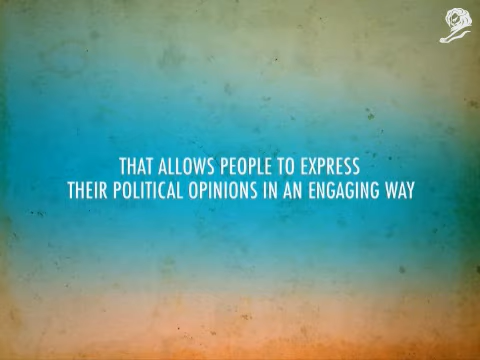 THAT ALLOWS PEOPLE TO EXPRESS
THEIR POLITICAL OPINIONS IN AN ENGAGING WAY